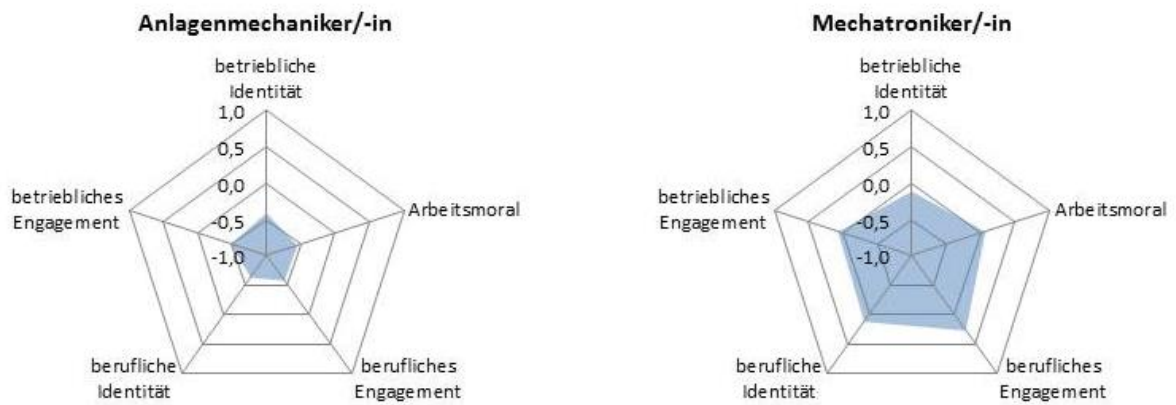 Anlagenmechaniker/-in
betriebliche
Identität
1,0
0,5
0,0
-0,5
-1,0
betriebliches
Engagement
Arbeitsmoral
berufliche
Identität
berufliches
Engagement
Mechatroniker/-in
betriebliche
Identität
1,0
0,5
0,0
-0,5
-1,0
betriebliches
Engagement
Arbeitsmoral
berufliche
Identität
berufliches
Engagement